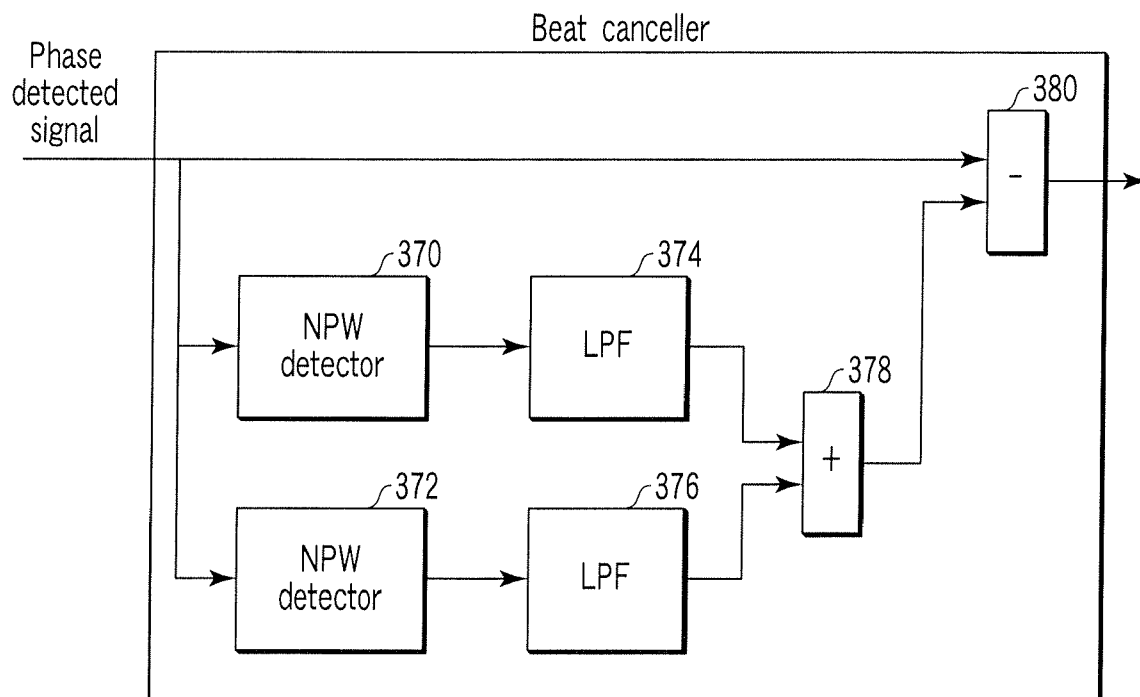 Beat canceller
Phase
detected
signal
380
-
370
NPW
detector
374
LPF
378
+
372
NPW
detector
376
LPF